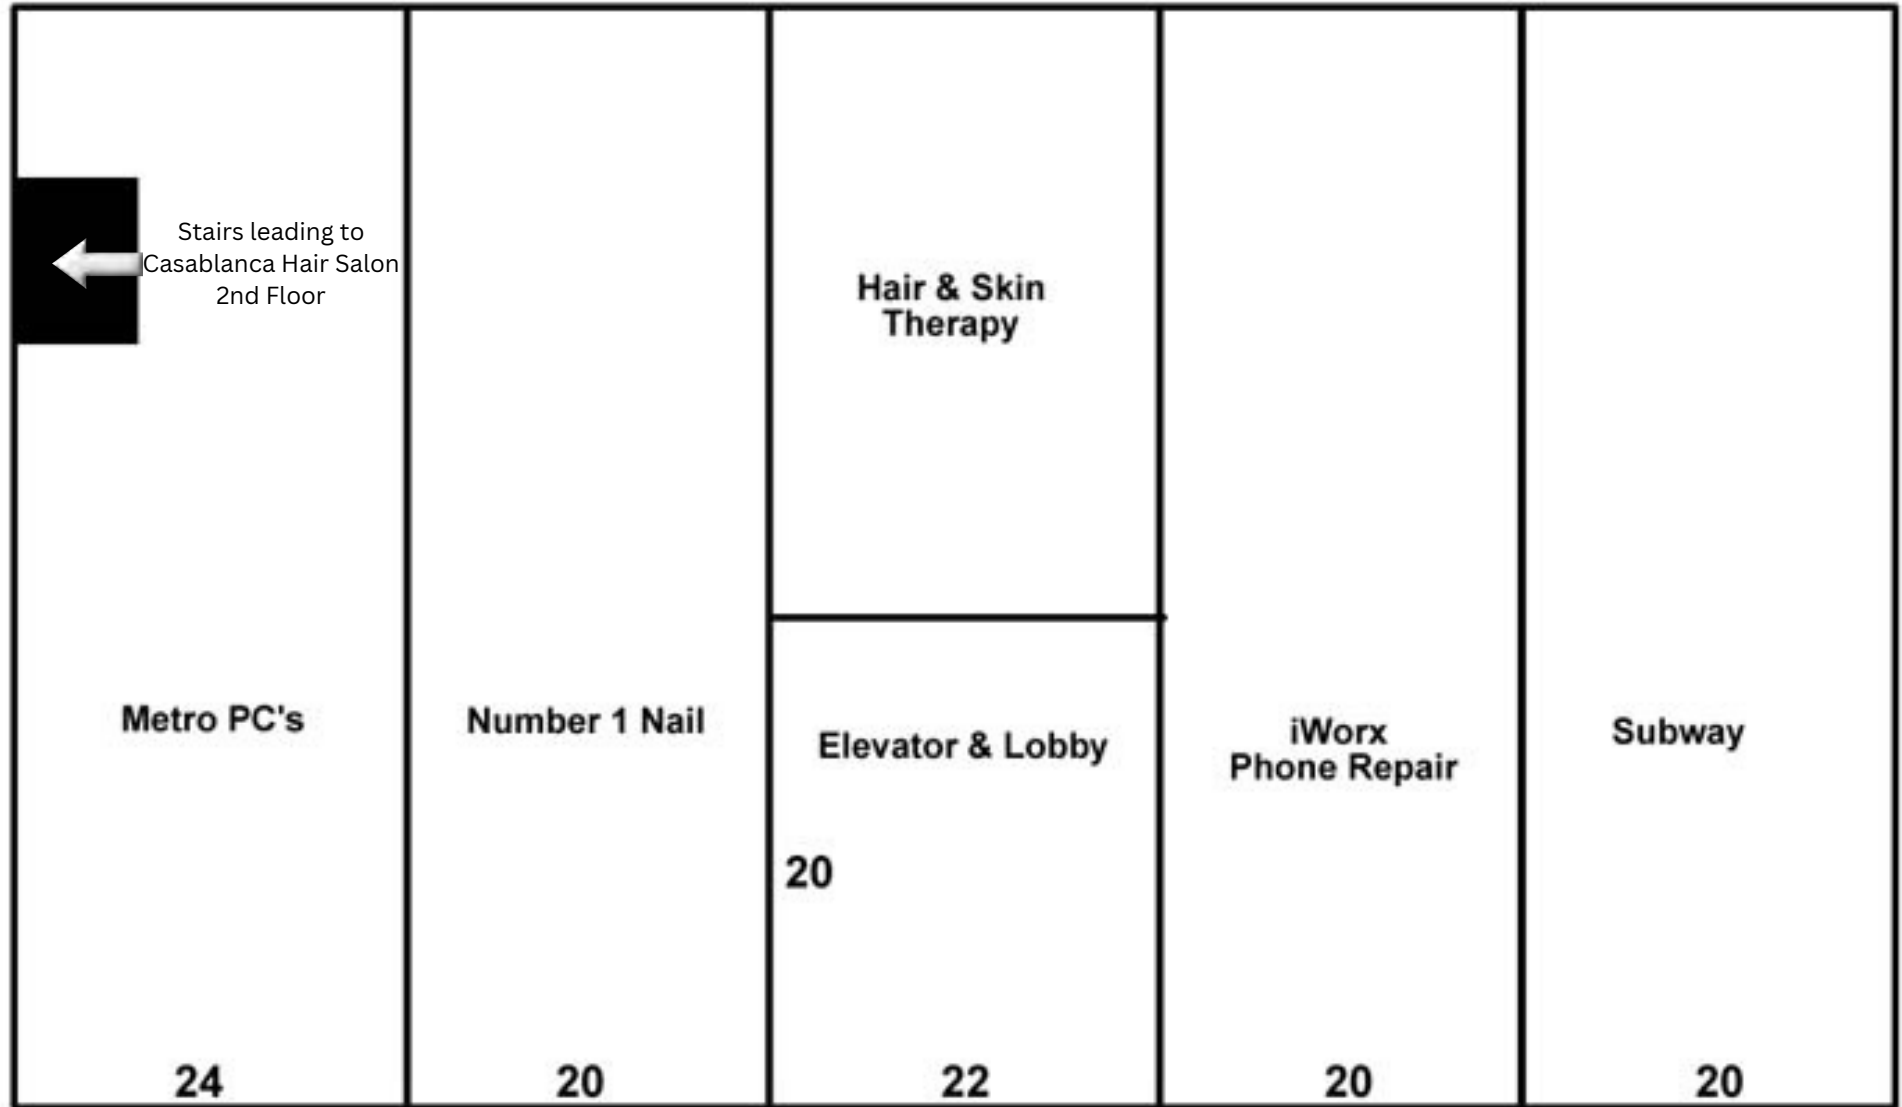 Stairs leading to
Casablanca Hair Salon
2nd Floor
Hair & Skin
Therapy
Metro PC's
Number 1 Nail
Elevator & Lobby
iWorx
Phone Repair
Subway
20
24
20
22
20
20